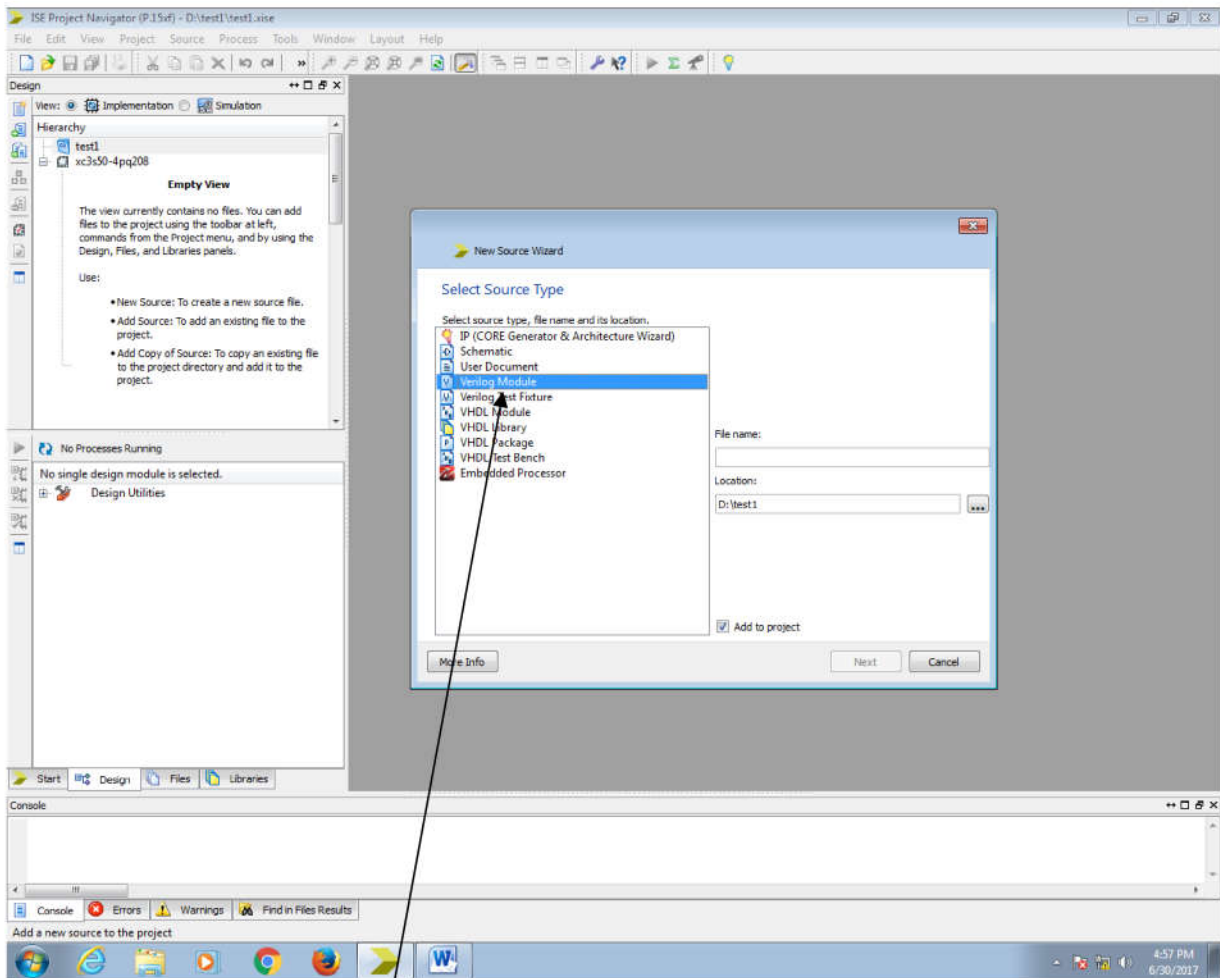 ISE Project Navigator (P.15xf) - D:\test1\test1.xise
File Edit View Project Source Process Tools Window Layout Help
Design
View: Implementation Simulation
Hierarchy
test1
xc3s50-4pq208
Empty View
The view currently contains no files. You can add
files to the project using the toolbar at left,
commands from the Project menu, and by using the
Design, Files, and Libraries panels.
Use:
•New Source: To create a new source file.
•Add Source: To add an existing file to the
project.
•Add Copy of Source: To copy an existing file
to the project directory and add it to the
project.
No Processes Running
No single design module is selected.
Design Utilities
Start Design Files Libraries
New Source Wizard
Select Source Type
Select source type, file name and its location.
IP (CORE Generator & Architecture Wizard)
Schematic
User Document
Verilog Module
Verilog Test Fixture
VHDL Module
VHDL Library
VHDL Package
VHDL Test Bench
Embedded Processor
File name:
Location:
D:\test1
...
Add to project
More Info Next Cancel
Console
Console Errors Warnings Find in Files Results
Add a new source to the project
4:57 PM
6/30/2017